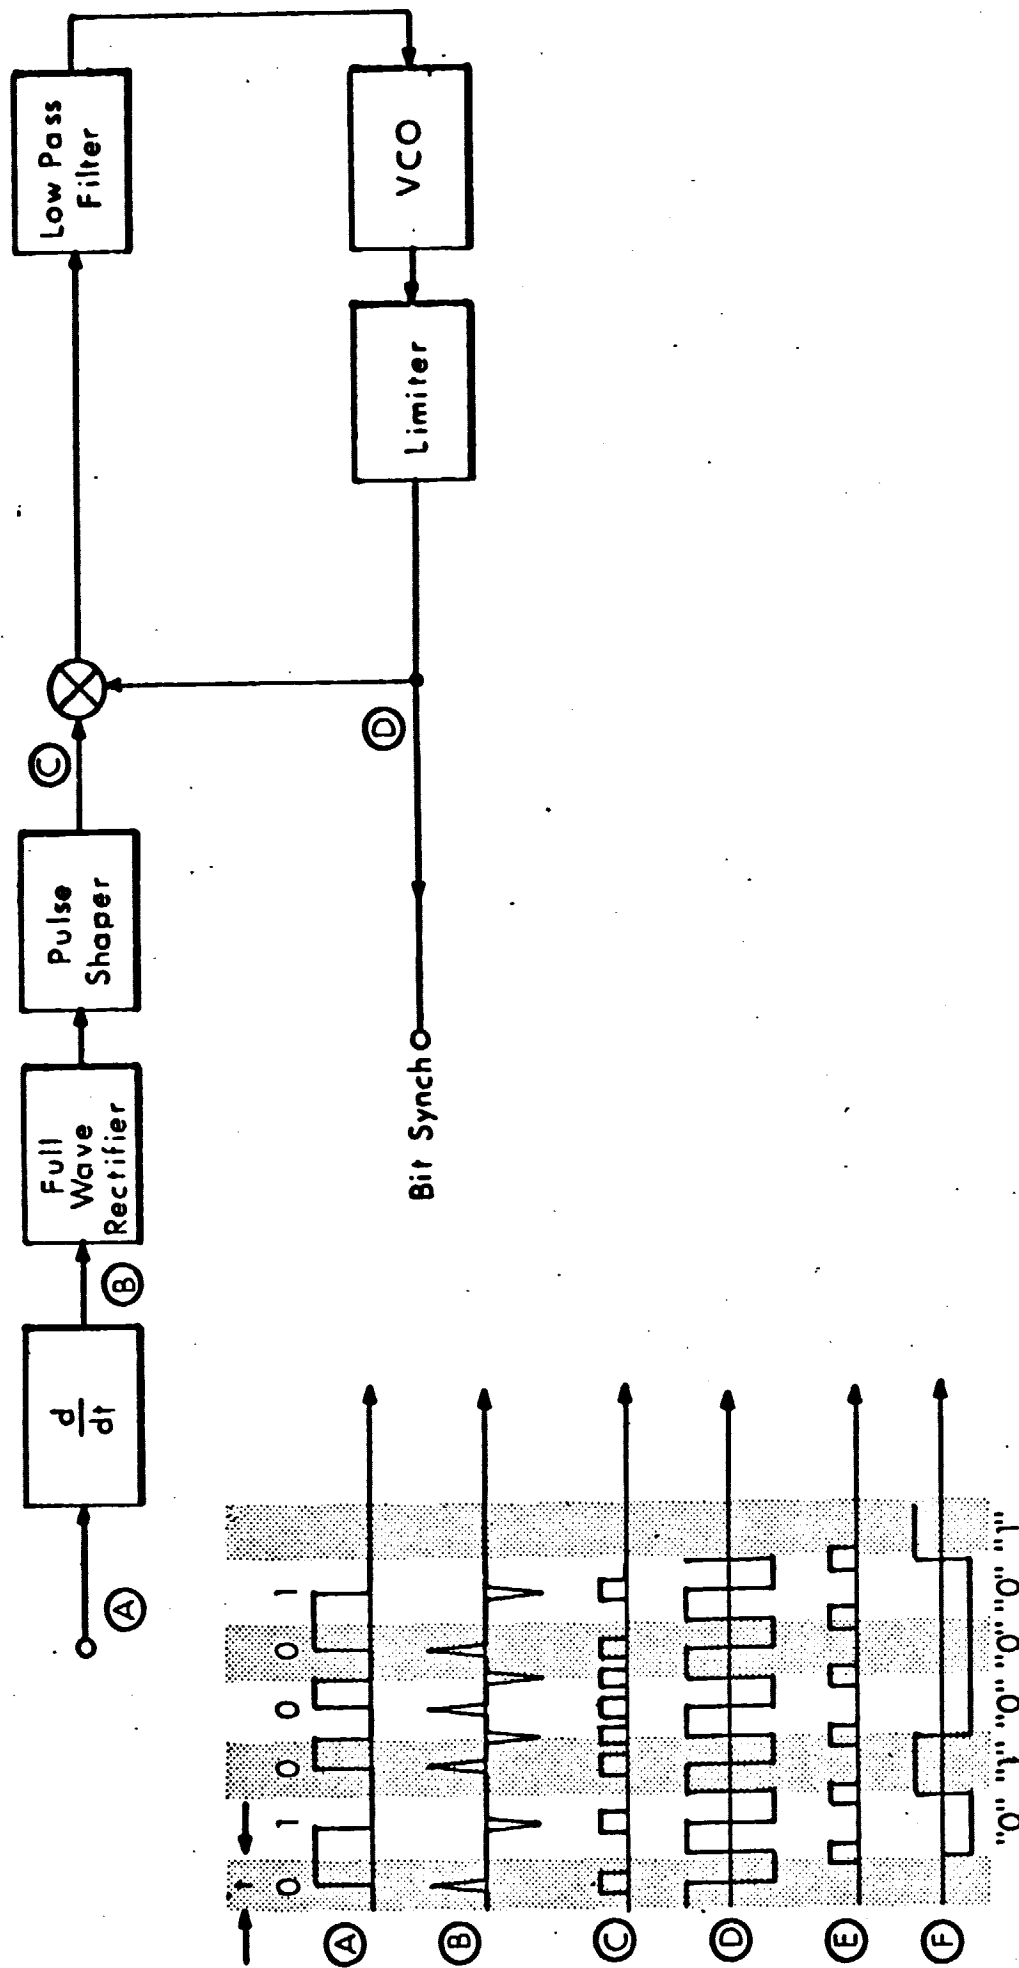 A
d
dt
B
Full
Wave
Rectifier
Pulse
Shaper
C
Low Pass
Filter
VCO
Limiter
D
Bit Synch
t
0 1 0 0 0 1
A
B
C
D
E
F
"0" "1" "0" "0" "0" "1"